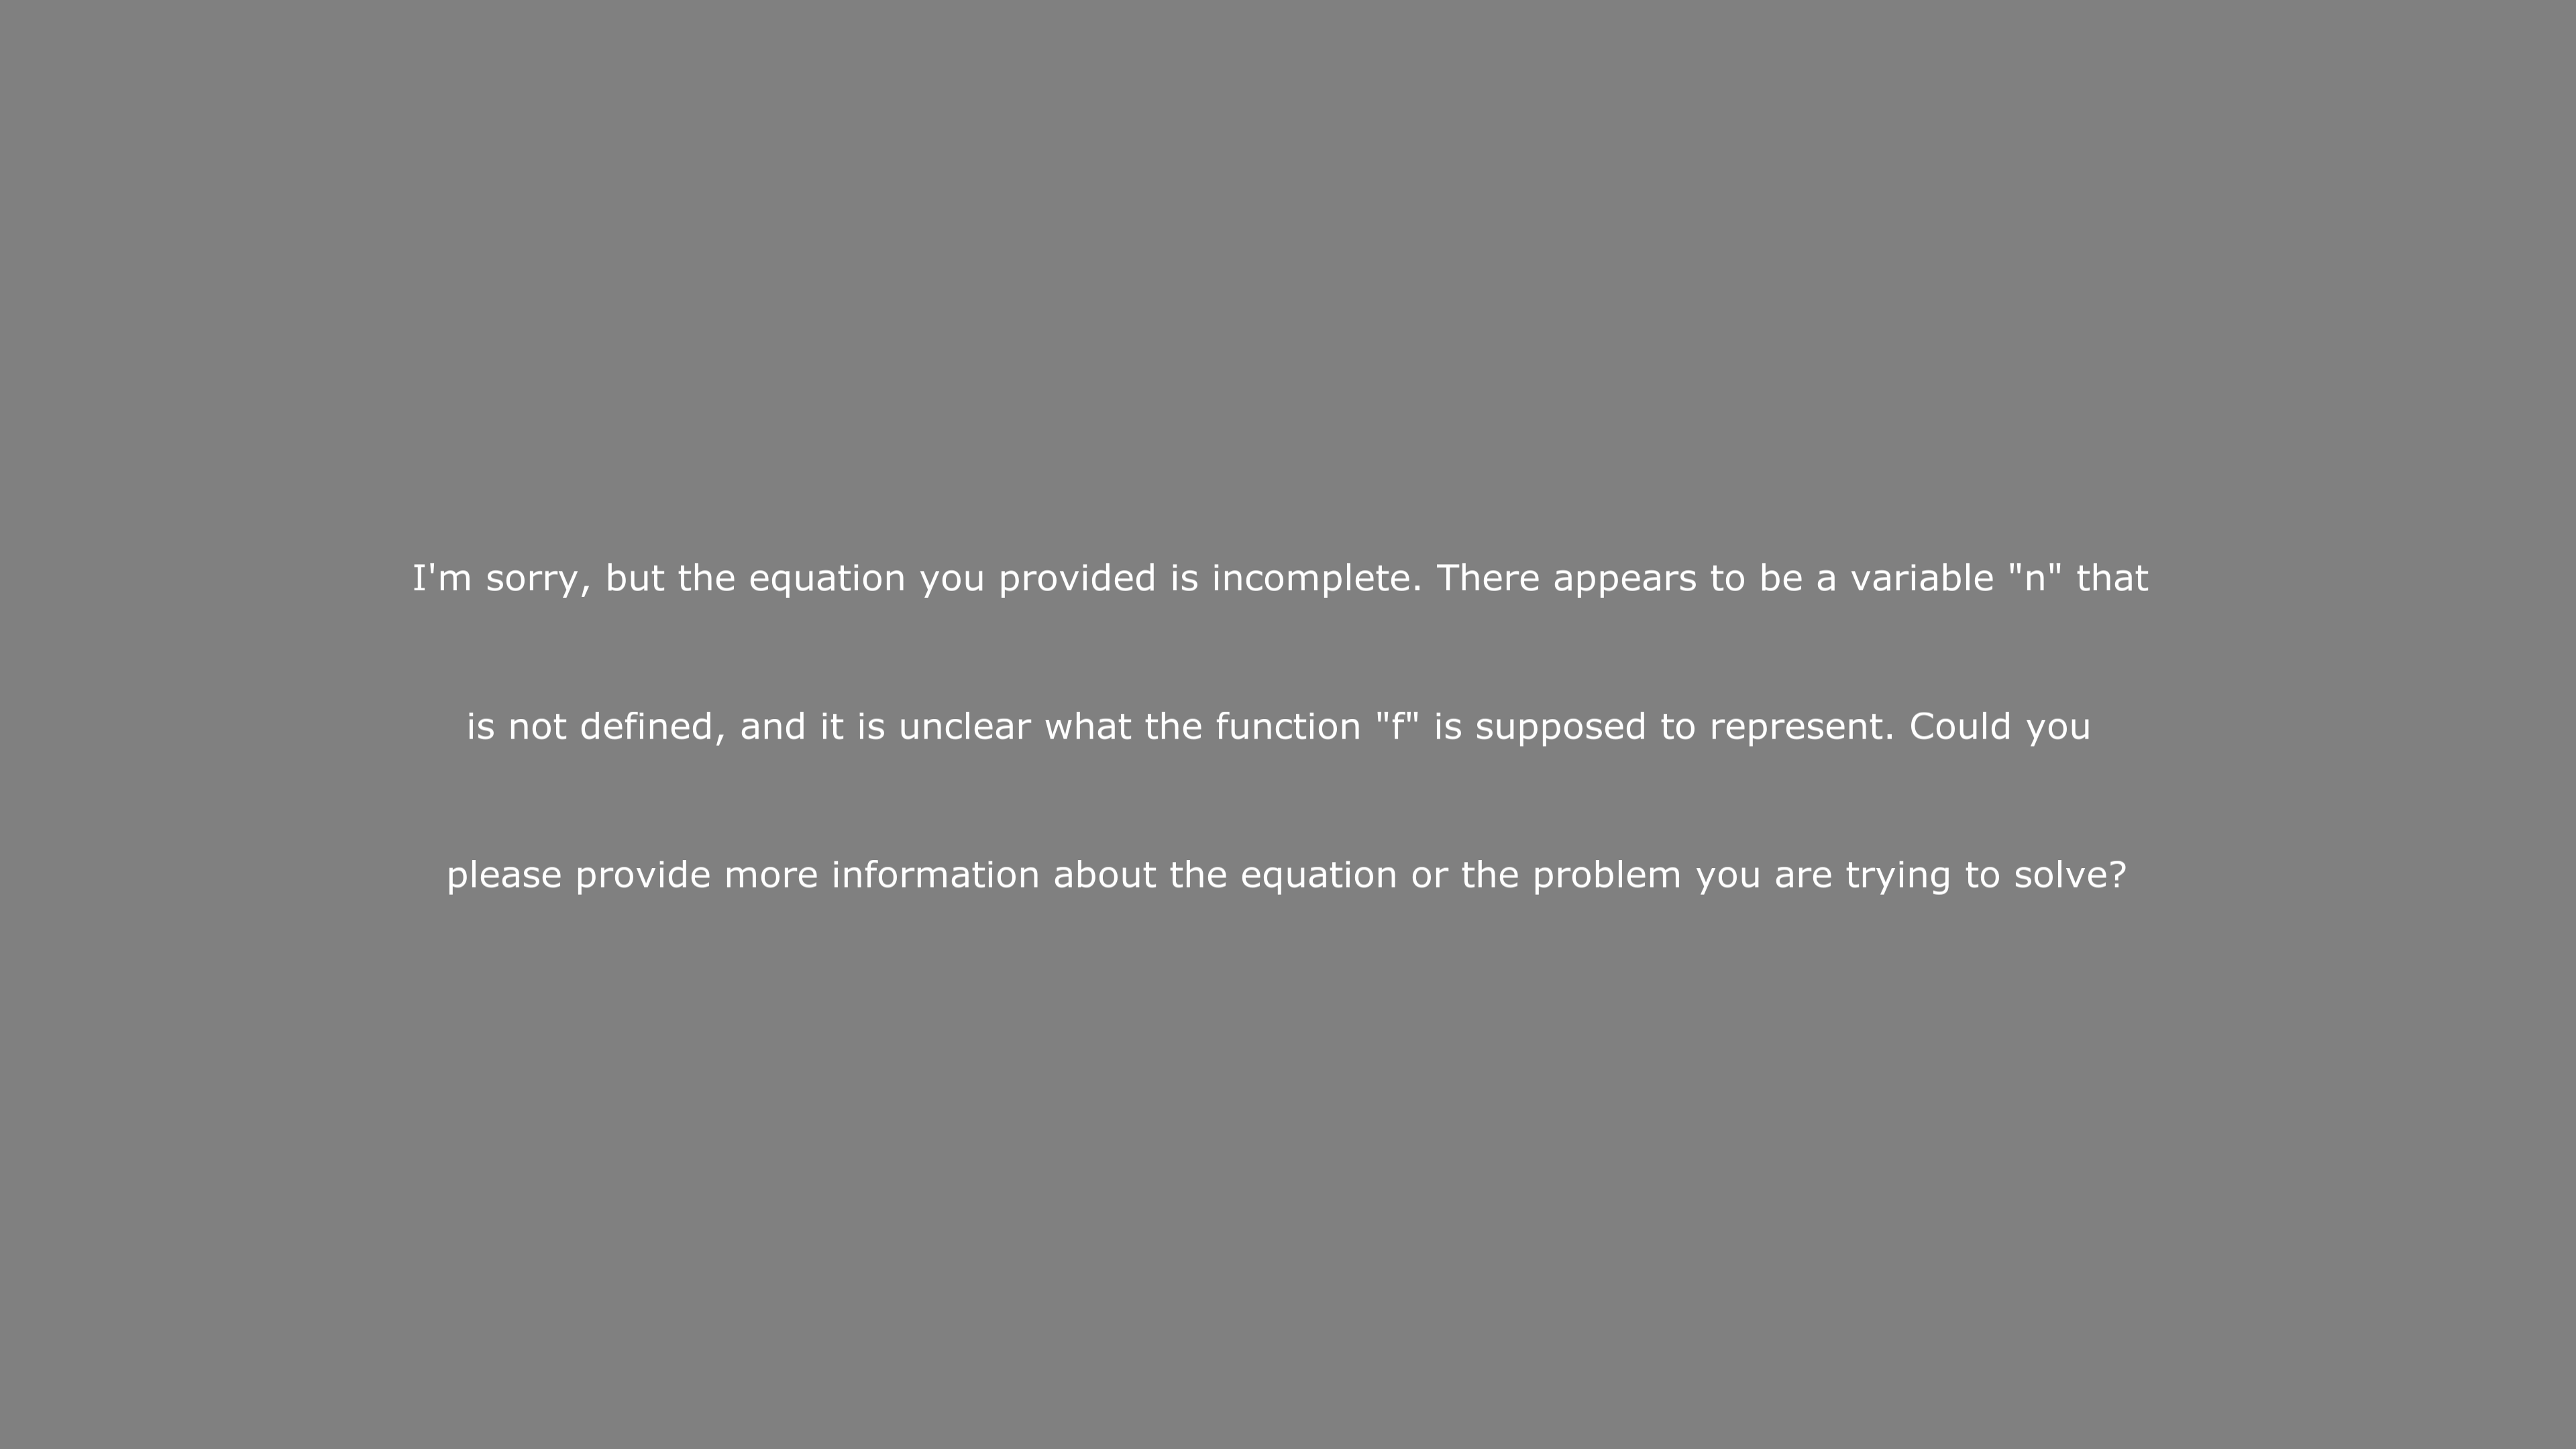 I'm sorry, but the equation you provided is incomplete. There appears to be a variable "n" that
is not defined, and it is unclear what the function "f" is supposed to represent. Could you
please provide more information about the equation or the problem you are trying to solve?